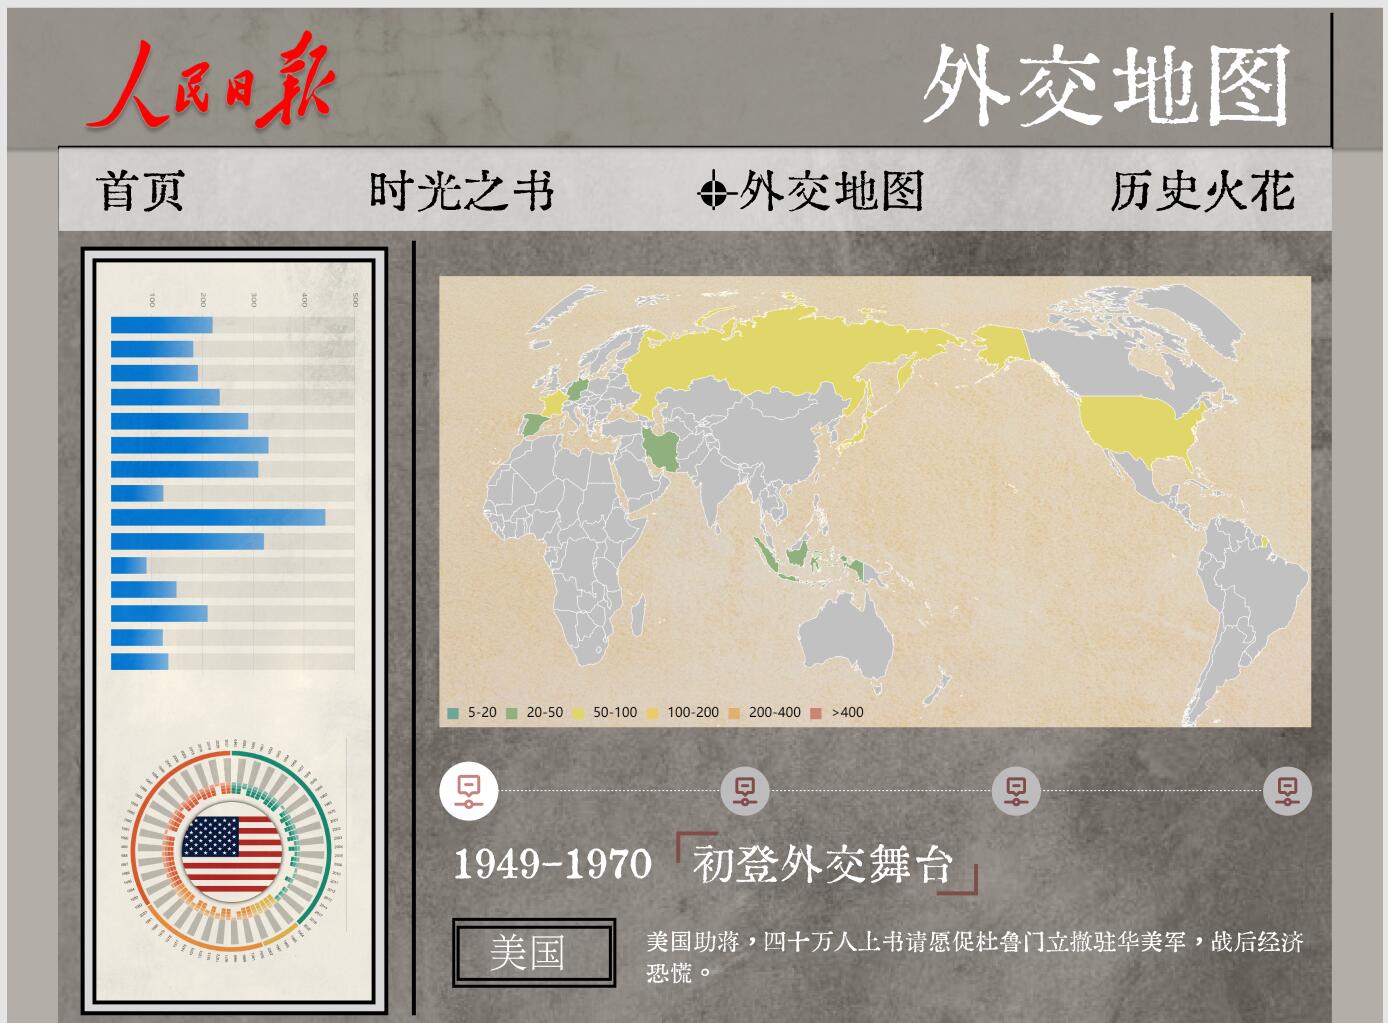 人民日报
外交地图
首页 时光之书 外交地图 历史火花
100 200 300 400 500
5-20 20-50 50-100 100-200 200-400 >400
1949-1970 初登外交舞台
美国
美国助蒋，四十万人上书请愿促杜鲁门立撤驻华美军，战后经济
恐慌。